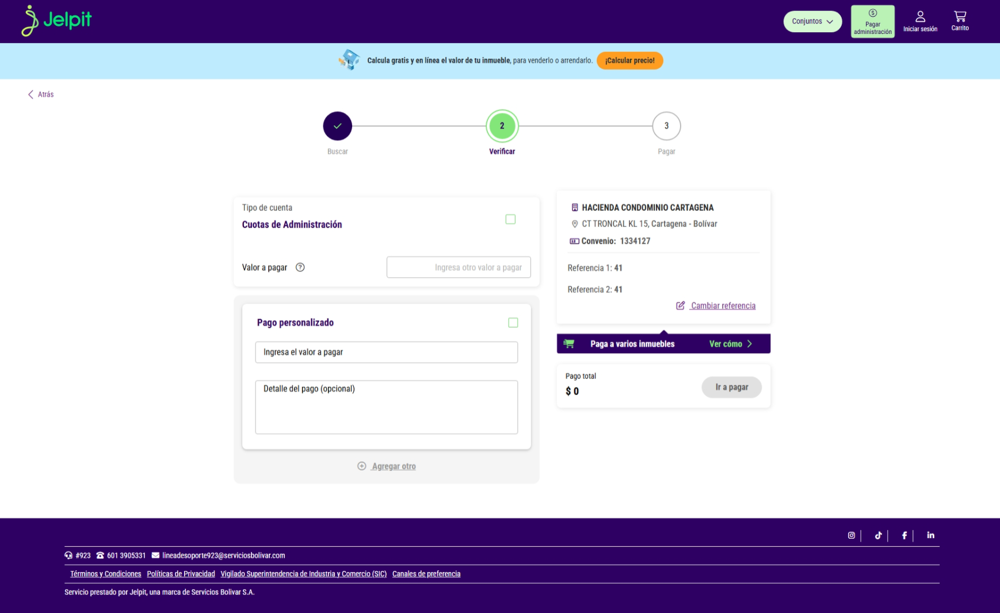 Jelpit
Conjuntos
Pagar
administración
Iniciar sesión
Carrito
Calcula gratis y en línea el valor de tu inmueble, para venderlo o arrendarlo.
¡Calcular precio!
Atrás
2
3
Buscar
Verificar
Pagar
Tipo de cuenta
Cuotas de Administración
Valor a pagar
Ingresa otro valor a pagar
Pago personalizado
Ingresa el valor a pagar
Detalle del pago (opcional)
Agregar otro
HACIENDA CONDOMINIO CARTAGENA
CT TRONCAL KL 15, Cartagena - Bolívar
Convenio: 1334127
Referencia 1: 41
Referencia 2: 41
Cambiar referencia
Paga a varios inmuebles
Ver cómo
Pago total
$ 0
Ir a pagar
#923 601 3905331 lineadesoporte923@serviciosbolivar.com
Términos y Condiciones Políticas de Privacidad Vigilado Superintendencia de Industria y Comercio (SIC) Canales de preferencia
Servicio prestado por Jelpit, una marca de Servicios Bolivar S.A.